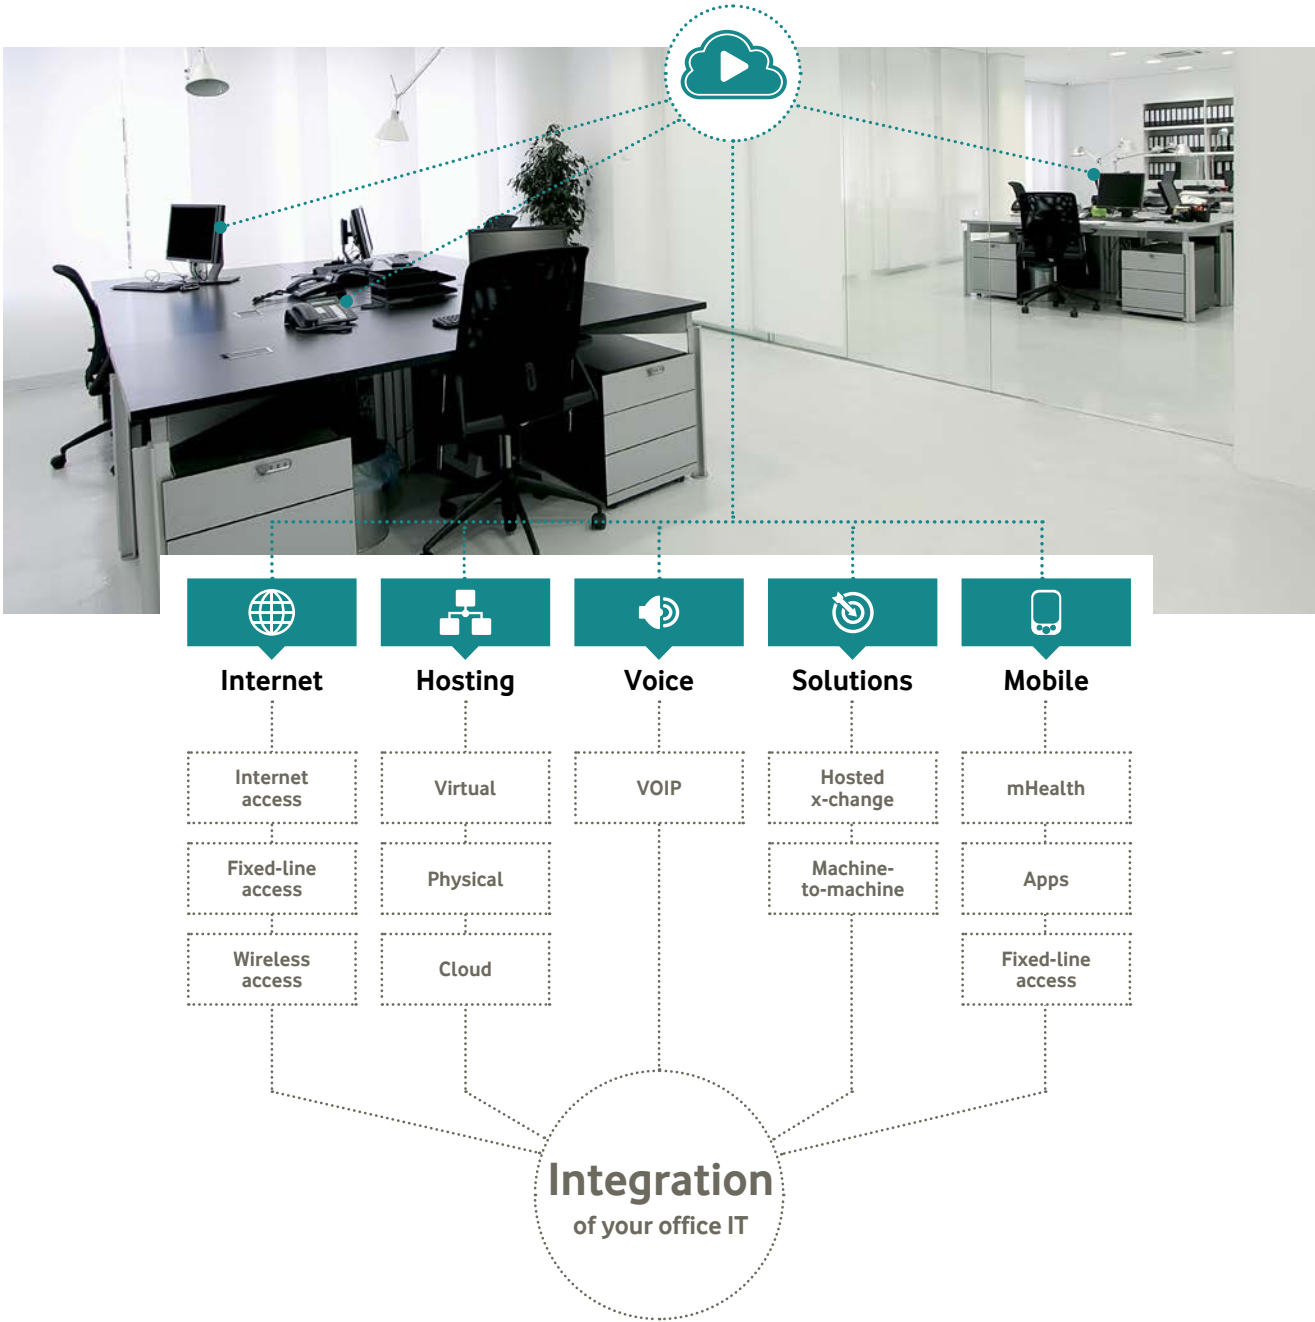 Internet
Hosting
Voice
Solutions
Mobile
Internet
access
Fixed-line
access
Wireless
access
Virtual
Physical
Cloud
VOIP
Hosted
x-change
Machine-
to-machine
mHealth
Apps
Fixed-line
access
Integration
of your office IT